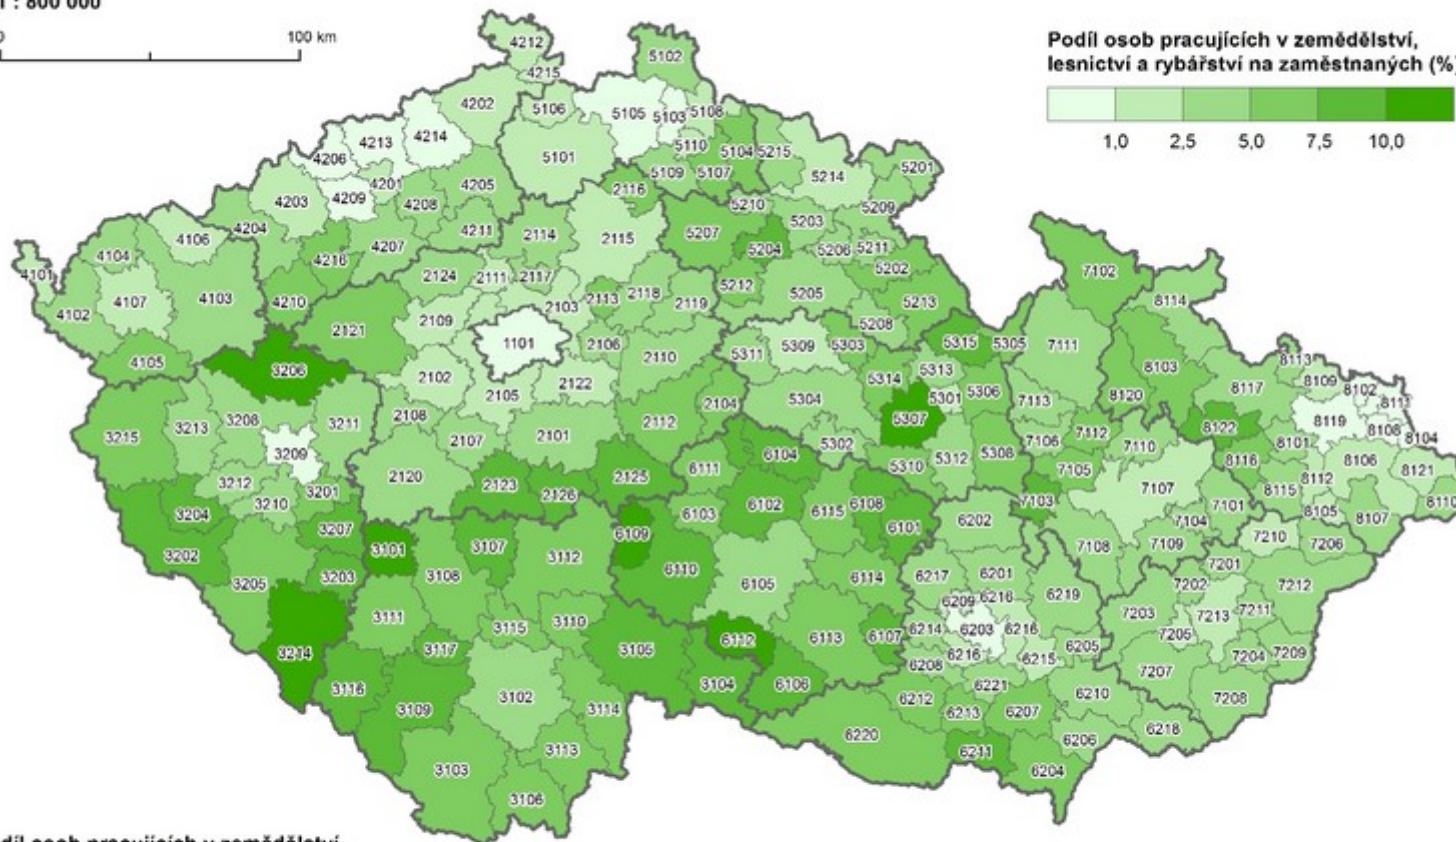 1 : 800 000
0 100 km
Podíl osob pracujících v zemědělství,
lesnictví a rybářství na zaměstnaných (%)
1,0 2,5 5,0 7,5 10,0
4212
5102
4215
4202 5106 5105 5103 5108
4213 4214
4206 5101 5110 5104 5215
4201 4205 5109 5107 5214 5201
4203 4209 4208 2116 5210 5209
4204 4211 2114 2115 5207 5203
4106 4207 5204 5206 5211
4104 4216 5202
4101 4107 4103 4210 2124 2111 2117 2118 5212 5205 5213 7102
4102 2113 2119 8114
2121 2109 2103 5208
4105 1101 2106 2110 5311 5309 5303 5315 5305 7111
3206 2102 2122 5313 8103 8113
2105 2104 5304 5314 5301 5306 7113 8120 8117 8109 8102
3208 3211 2108 2112 5307 8122 8119 8111
3215 3213 3209 2107 2101 5302 7106 7112 7110 8101 8108 8104
6104 5310 5312 5308 8116 8106
3212 2120 2123 2125 6111 7105 8112 8121
3210 3201 2126 7107 8115
3204 3207 6102 6108 7103 7101 8105 8110
6103 6115 6101 6202 7104 8107
3202 3101 3107 3112 6109 7108 7109 7210 7206
3205 3203 3108 6110 6105 6114 6217 6201 7201
6209 6216 6219 7202 7212
3111 3115 3110 7203 7213 7211
3214 3117 3105 6112 6113 6107 6214 6203 6216 7205
6216 6215 6205 7204 7209
3116 3102 3104 6106 6208 7207
3109 3114 6212 6221 6210 7208
6220 6213 6207 6218
3103 3113 6211 6206
3106 6204